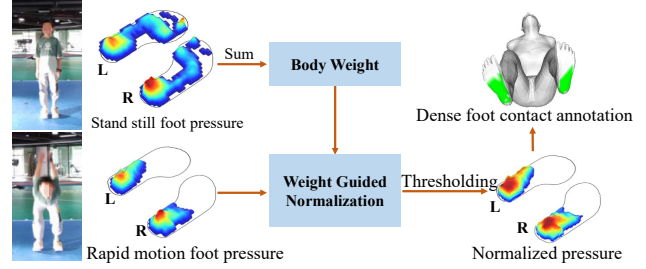 L
R
Stand still foot pressure
Sum
Body Weight
Dense foot contact annotation
L
R
Rapid motion foot pressure
Weight Guided
Normalization
Thresholding
L
R
Normalized pressure